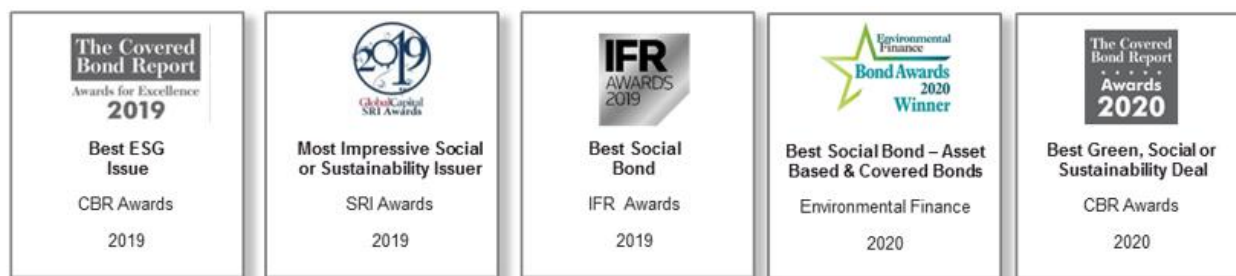 The Covered
Bond Report
Awards for Excellence
2019
Best ESG
Issue
CBR Awards
2019
2019
GlobalCapital
SRI Awards
Most Impressive Social
or Sustainability Issuer
SRI Awards
2019
IFR
AWARDS
2019
Best Social
Bond
IFR Awards
2019
Environmental
Finance
Bond Awards
2020
Winner
Best Social Bond – Asset
Based & Covered Bonds
Environmental Finance
2020
The Covered
Bond Report
Awards
2020
Best Green, Social or
Sustainability Deal
CBR Awards
2020